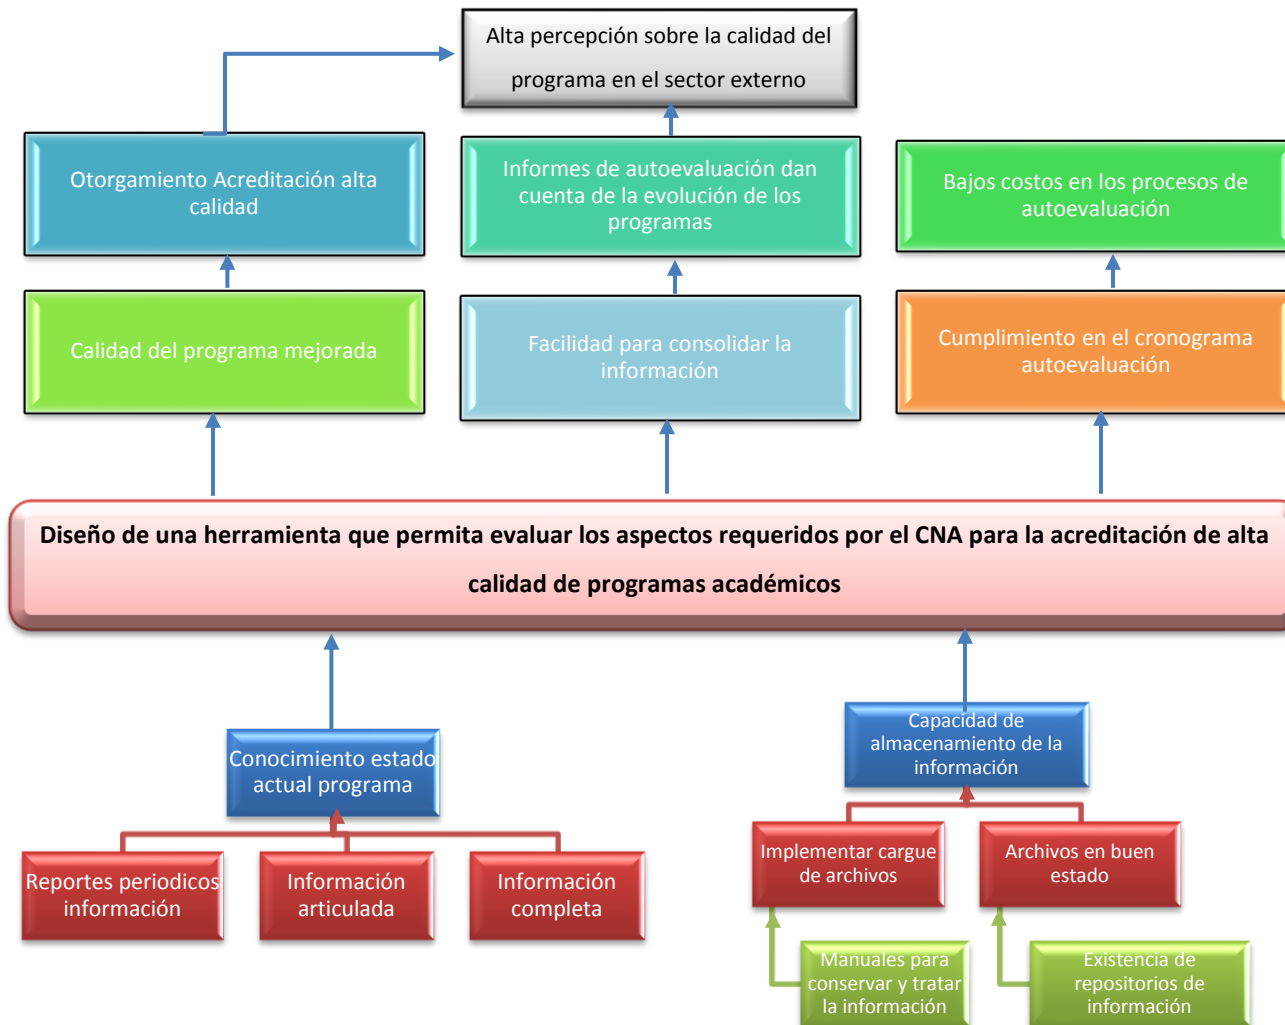 Alta percepción sobre la calidad del
programa en el sector externo
Otorgamiento Acreditación alta
calidad
Informes de autoevaluación dan
cuenta de la evolución de los
programas
Bajos costos en los procesos de
autoevaluación
Calidad del programa mejorada
Facilidad para consolidar la
información
Cumplimiento en el cronograma
autoevaluación
Diseño de una herramienta que permita evaluar los aspectos requeridos por el CNA para la acreditación de alta
calidad de programas académicos
Conocimiento estado
actual programa
Capacidad de
almacenamiento de la
información
Reportes periodicos
información
Información
articulada
Información
completa
Implementar cargue
de archivos
Archivos en buen
estado
Manuales para
conservar y tratar
la información
Existencia de
repositorios de
información